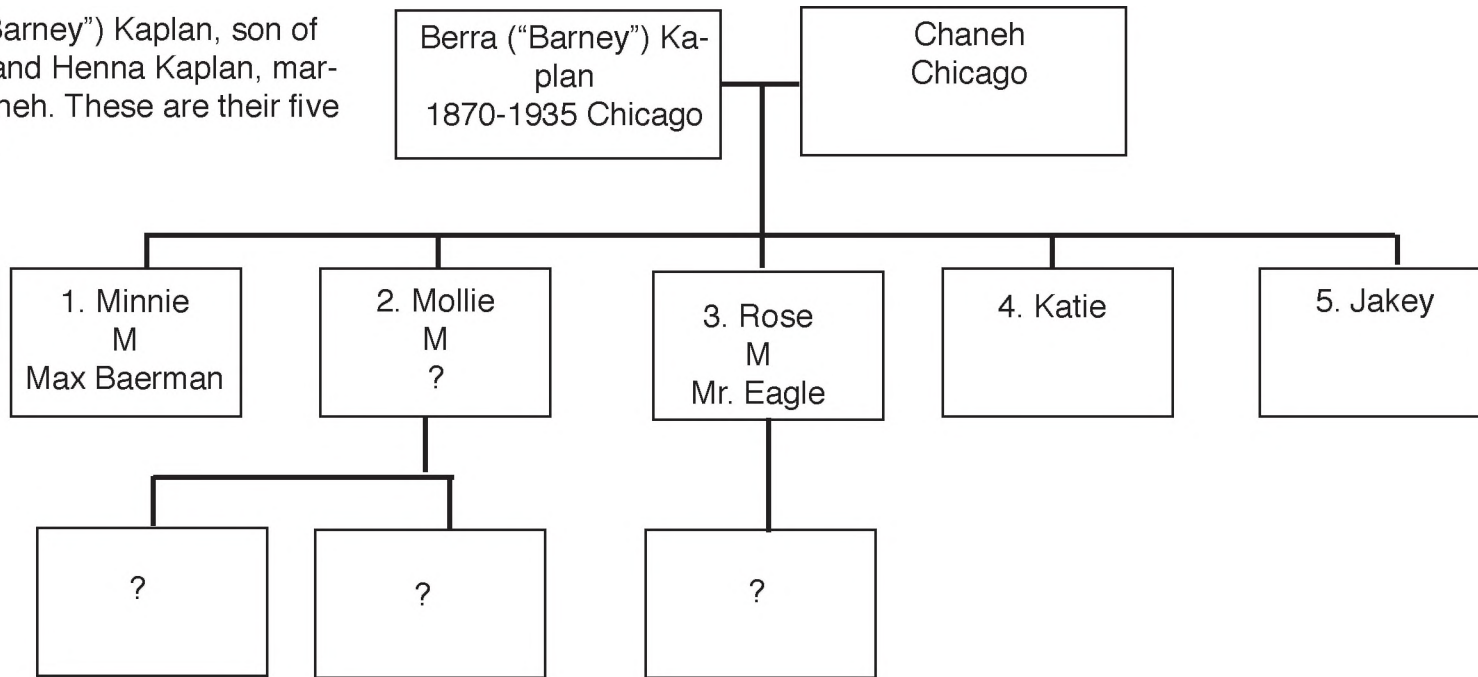 Barney”) Kaplan, son of
and Henna Kaplan, mar-
neh. These are their five
Berra (“Barney”) Ka-
plan
1870-1935 Chicago
Chaneh
Chicago
1. Minnie
M
Max Baerman
2. Mollie
M
?
3. Rose
M
Mr. Eagle
4. Katie
5. Jakey
?
?
?